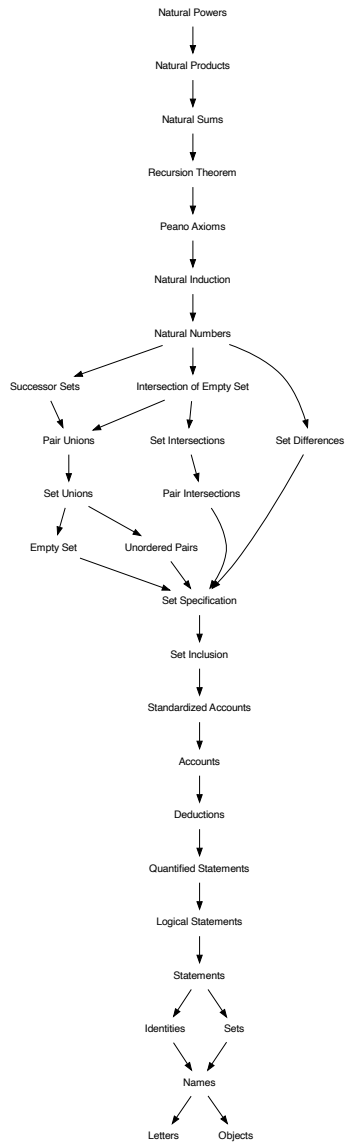 Natural Powers
Natural Products
Natural Sums
Recursion Theorem
Peano Axioms
Natural Induction
Natural Numbers
Successor Sets
Intersection of Empty Set
Pair Unions
Set Intersections
Set Differences
Set Unions
Pair Intersections
Empty Set
Unordered Pairs
Set Specification
Set Inclusion
Standardized Accounts
Accounts
Deductions
Quantified Statements
Logical Statements
Statements
Identities
Sets
Names
Letters
Objects